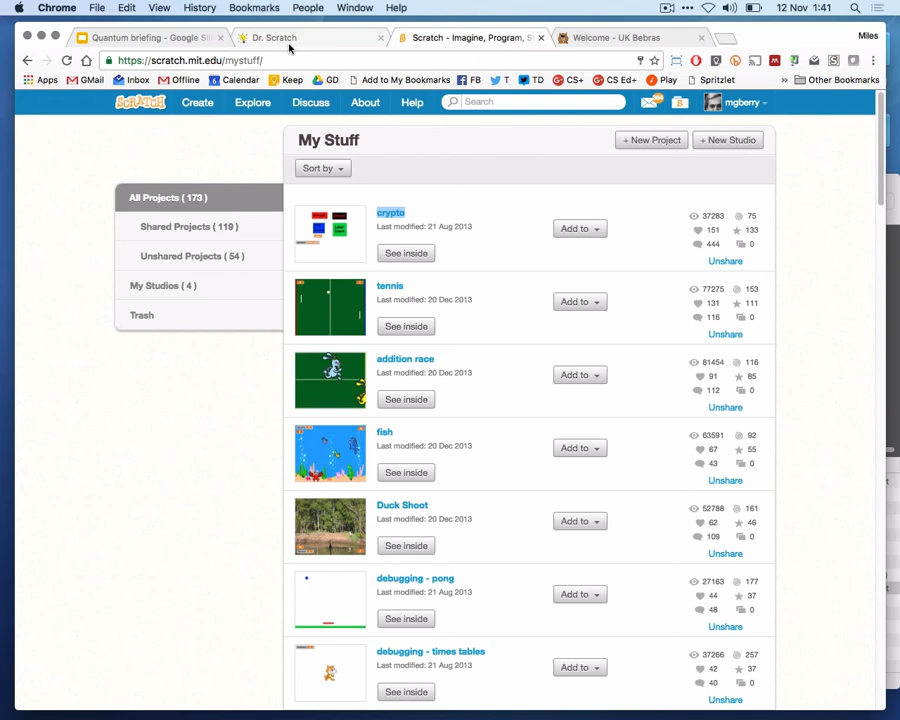 Chrome File Edit View History Bookmarks People Window Help 12 Nov 1:41
Quantum briefing - Google Sli Dr. Scratch Scratch - Imagine, Program, S Welcome - UK Bebras Miles
https://scratch.mit.edu/mystuff/
Apps GMail Inbox Offline Calendar Keep GD Add to My Bookmarks FB T TD CS+ CS Ed+ Play Spritzlet Other Bookmarks
SCRATCH Create Explore Discuss About Help Search mgberry
My Stuff + New Project + New Studio
Sort by
All Projects ( 173 )
Shared Projects ( 119 )
Unshared Projects ( 54 )
My Studios ( 4 )
Trash
crypto
Last modified: 21 Aug 2013
See inside
Add to
37283 75
151 133
444 0
Unshare
tennis
Last modified: 20 Dec 2013
See inside
Add to
77275 153
131 111
116 0
Unshare
addition race
Last modified: 20 Dec 2013
See inside
Add to
81454 116
91 85
112 0
Unshare
fish
Last modified: 20 Dec 2013
See inside
Add to
63591 92
67 55
43 0
Unshare
Duck Shoot
Last modified: 20 Dec 2013
See inside
Add to
52788 161
62 46
109 0
Unshare
debugging - pong
Last modified: 21 Aug 2013
See inside
Add to
27163 177
44 37
48 0
Unshare
debugging - times tables
Last modified: 21 Aug 2013
See inside
Add to
37266 257
42 37
40 0
Unshare